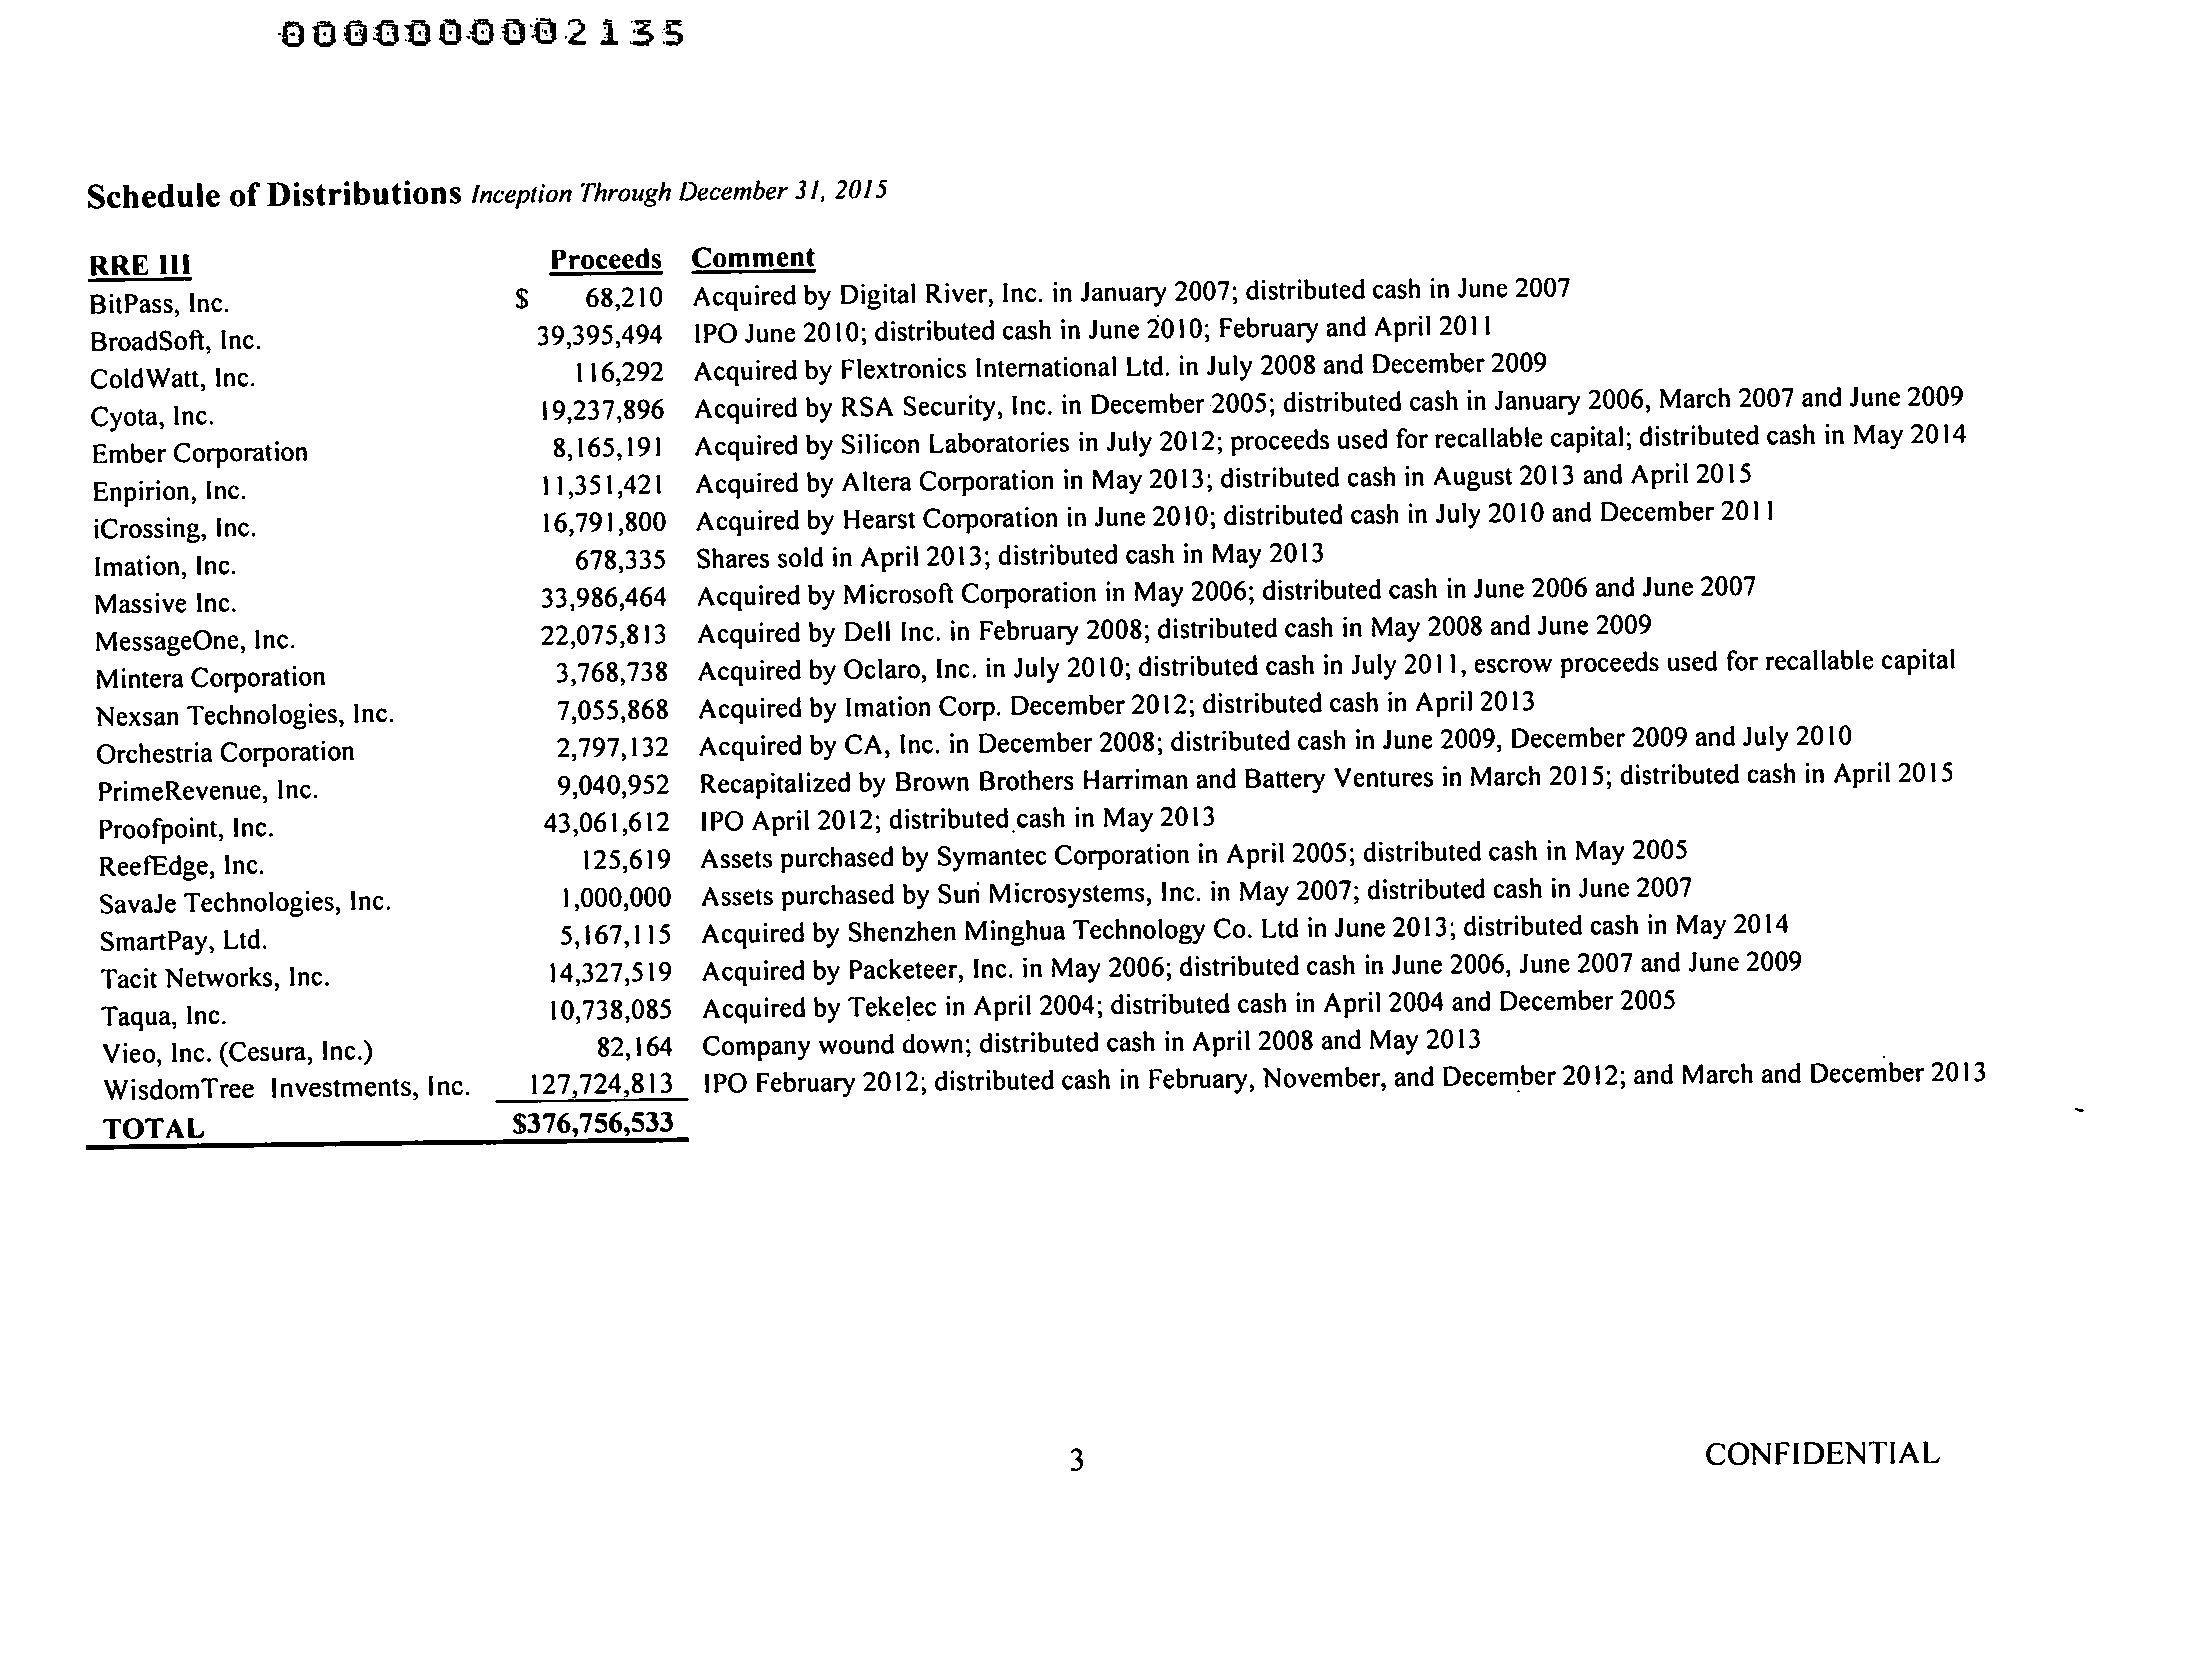 0000000002135
Schedule of Distributions Inception Through December 31, 2015
RRE III Proceeds Comment
BitPass, Inc. $ 68,210 Acquired by Digital River, Inc. in January 2007; distributed cash in June 2007
BroadSoft, Inc. 39,395,494 IPO June 2010; distributed cash in June 2010; February and April 2011
ColdWatt, Inc. 116,292 Acquired by Flextronics International Ltd. in July 2008 and December 2009
Cyota, Inc. 19,237,896 Acquired by RSA Security, Inc. in December 2005; distributed cash in January 2006, March 2007 and June 2009
Ember Corporation 8,165,191 Acquired by Silicon Laboratories in July 2012; proceeds used for recallable capital; distributed cash in May 2014
Enpirion, Inc. 11,351,421 Acquired by Altera Corporation in May 2013; distributed cash in August 2013 and April 2015
iCrossing, Inc. 16,791,800 Acquired by Hearst Corporation in June 2010; distributed cash in July 2010 and December 2011
Imation, Inc. 678,335 Shares sold in April 2013; distributed cash in May 2013
Massive Inc. 33,986,464 Acquired by Microsoft Corporation in May 2006; distributed cash in June 2006 and June 2007
MessageOne, Inc. 22,075,813 Acquired by Dell Inc. in February 2008; distributed cash in May 2008 and June 2009
Mintera Corporation 3,768,738 Acquired by Oclaro, Inc. in July 2010; distributed cash in July 2011, escrow proceeds used for recallable capital
Nexsan Technologies, Inc. 7,055,868 Acquired by Imation Corp. December 2012; distributed cash in April 2013
Orchestria Corporation 2,797,132 Acquired by CA, Inc. in December 2008; distributed cash in June 2009, December 2009 and July 2010
PrimeRevenue, Inc. 9,040,952 Recapitalized by Brown Brothers Harriman and Battery Ventures in March 2015; distributed cash in April 2015
Proofpoint, Inc. 43,061,612 IPO April 2012; distributed cash in May 2013
ReefEdge, Inc. 125,619 Assets purchased by Symantec Corporation in April 2005; distributed cash in May 2005
SavaJe Technologies, Inc. 1,000,000 Assets purchased by Sun Microsystems, Inc. in May 2007; distributed cash in June 2007
SmartPay, Ltd. 5,167,115 Acquired by Shenzhen Minghua Technology Co. Ltd in June 2013; distributed cash in May 2014
Tacit Networks, Inc. 14,327,519 Acquired by Packeteer, Inc. in May 2006; distributed cash in June 2006, June 2007 and June 2009
Taqua, Inc. 10,738,085 Acquired by Tekelec in April 2004; distributed cash in April 2004 and December 2005
Vieo, Inc. (Cesura, Inc.) 82,164 Company wound down; distributed cash in April 2008 and May 2013
WisdomTree Investments, Inc. 127,724,813 IPO February 2012; distributed cash in February, November, and December 2012; and March and December 2013
TOTAL $376,756,533
3 CONFIDENTIAL